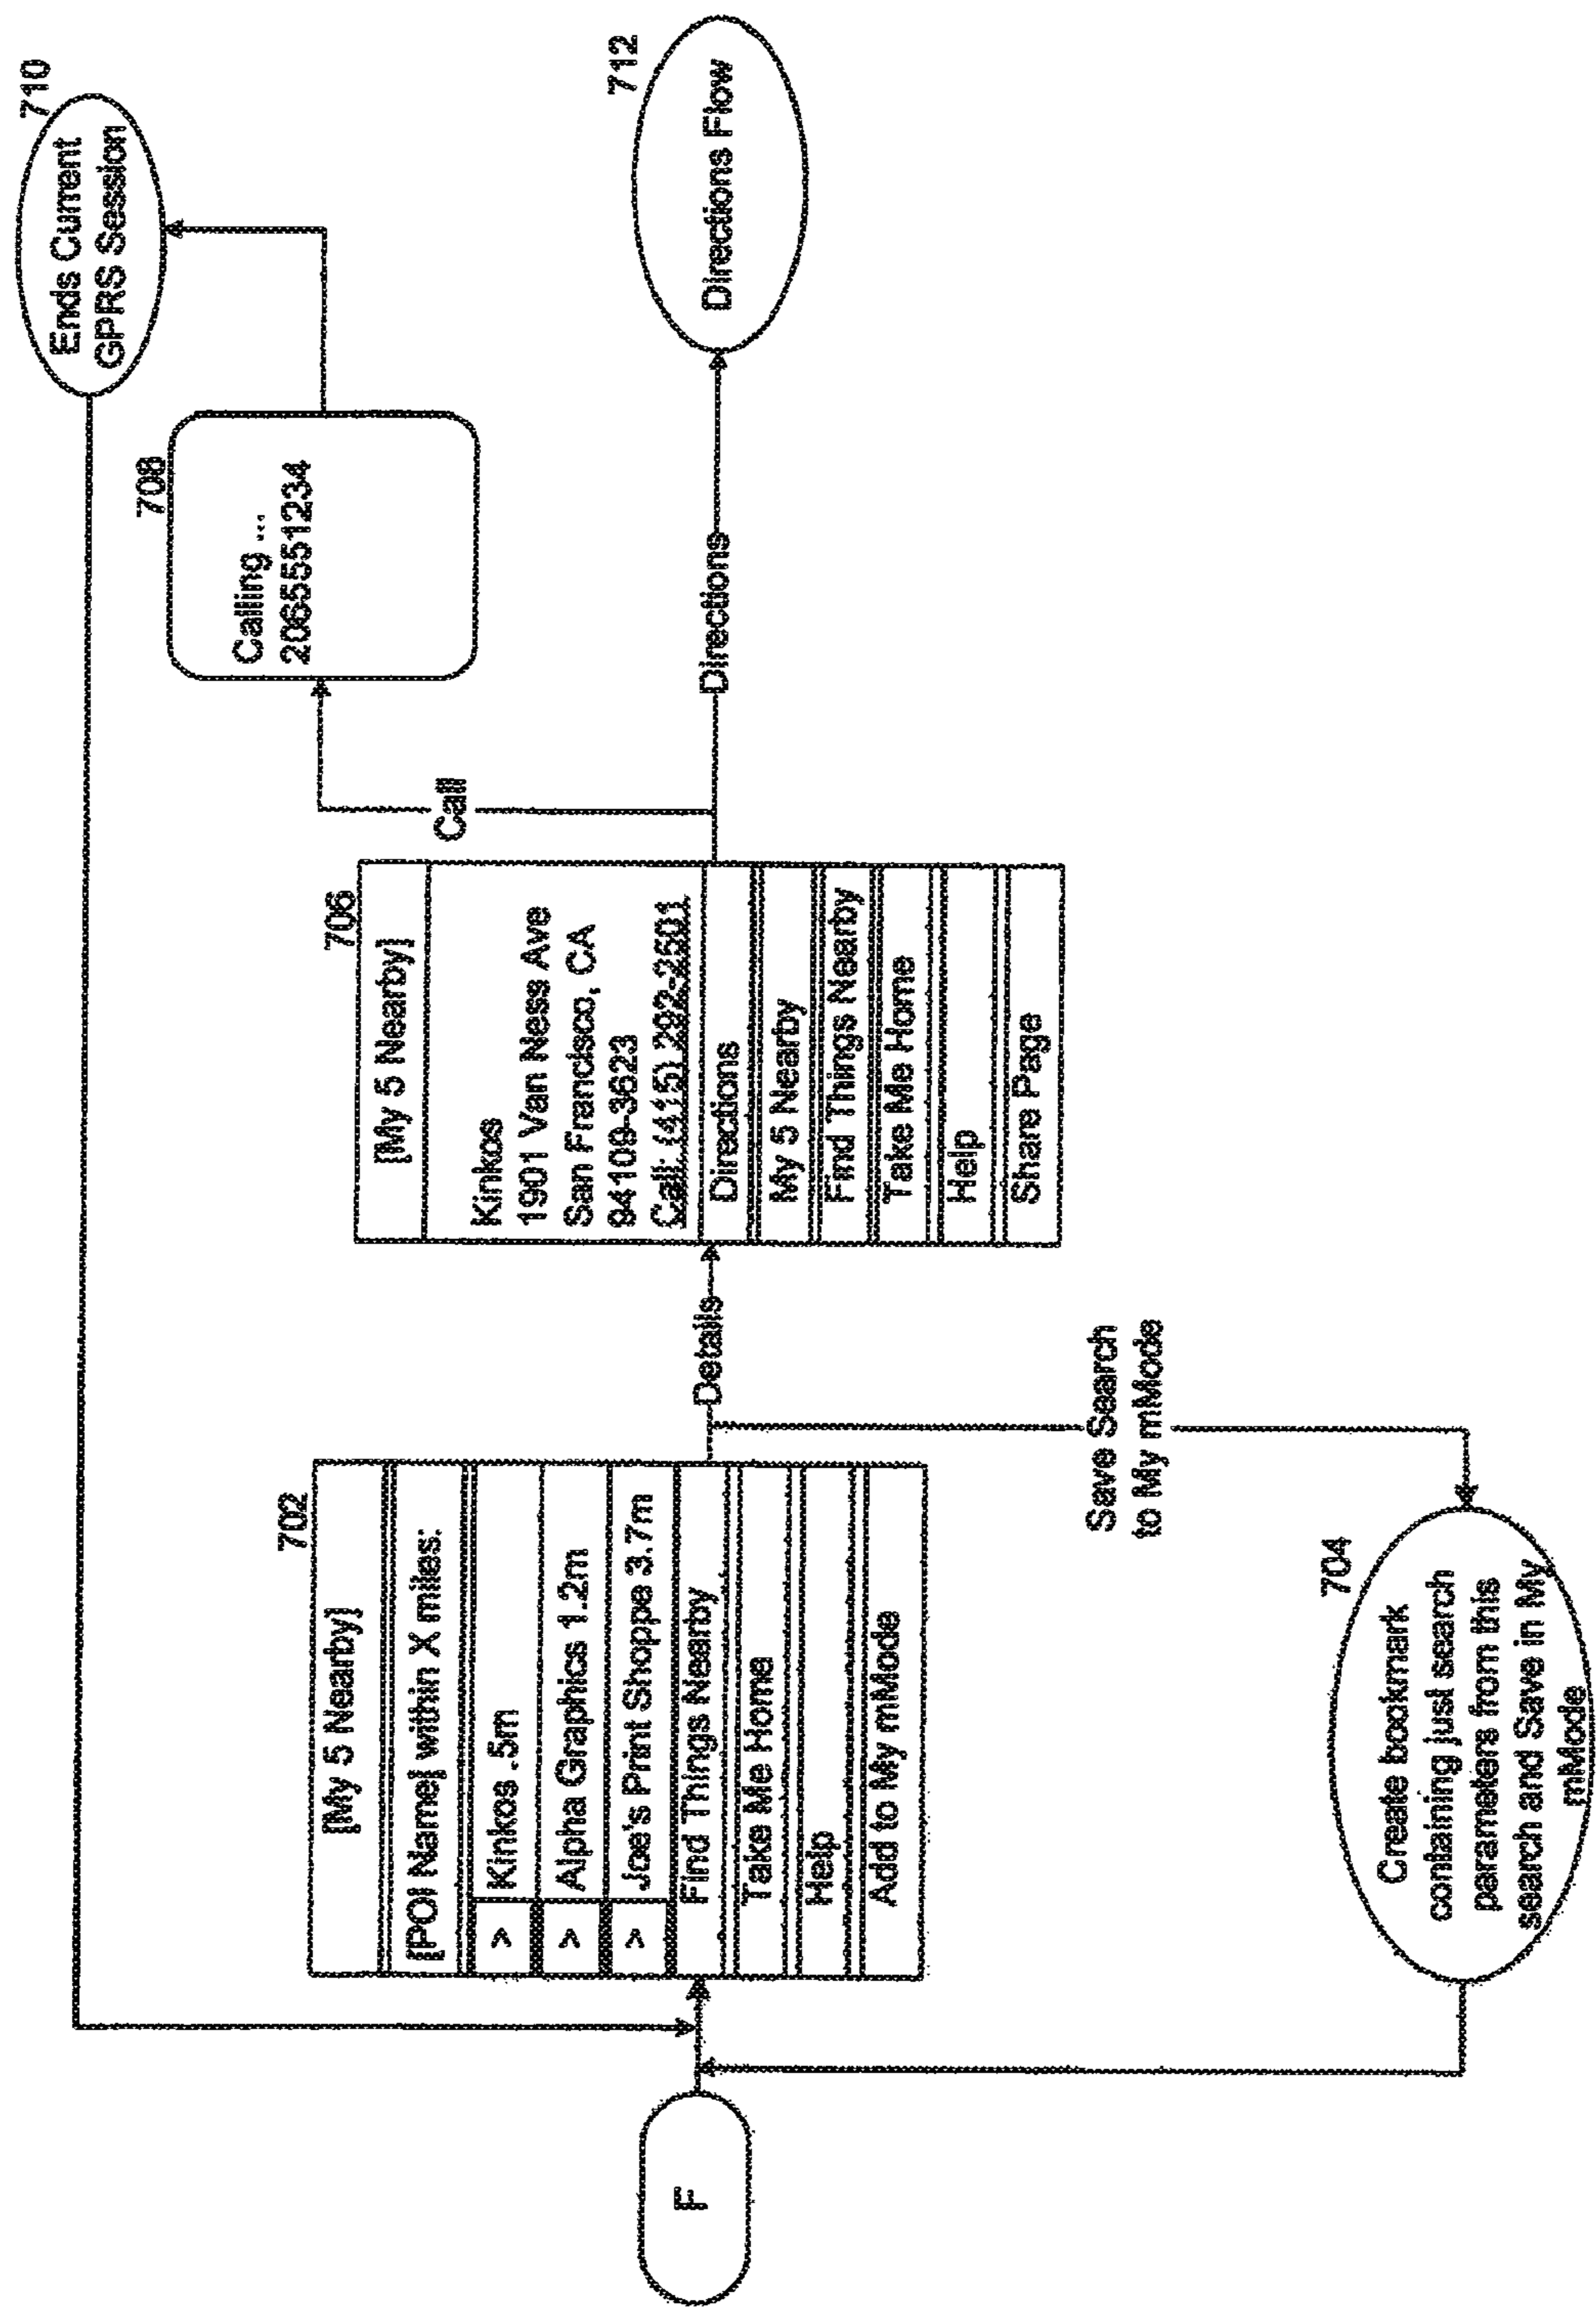 F
702
[My 5 Nearby]
[POI Name] within X miles:
> Kinkos .5m
> Alpha Graphics 1.2m
> Joe's Print Shoppe 3.7m
Find Things Nearby
Take Me Home
Help
Add to My mMode
Details
Save Search
to My mMode
704
Create bookmark
containing just search
parameters from this
search and Save in My
mMode
706
[My 5 Nearby]
Kinkos
1901 Van Ness Ave
San Francisco, CA
94109-3623
Call: (415) 292-2501
Directions
My 5 Nearby
Find Things Nearby
Take Me Home
Help
Share Page
Call
Directions
708
Calling ...
2065551234
710
Ends Current
GPRS Session
712
Directions Flow